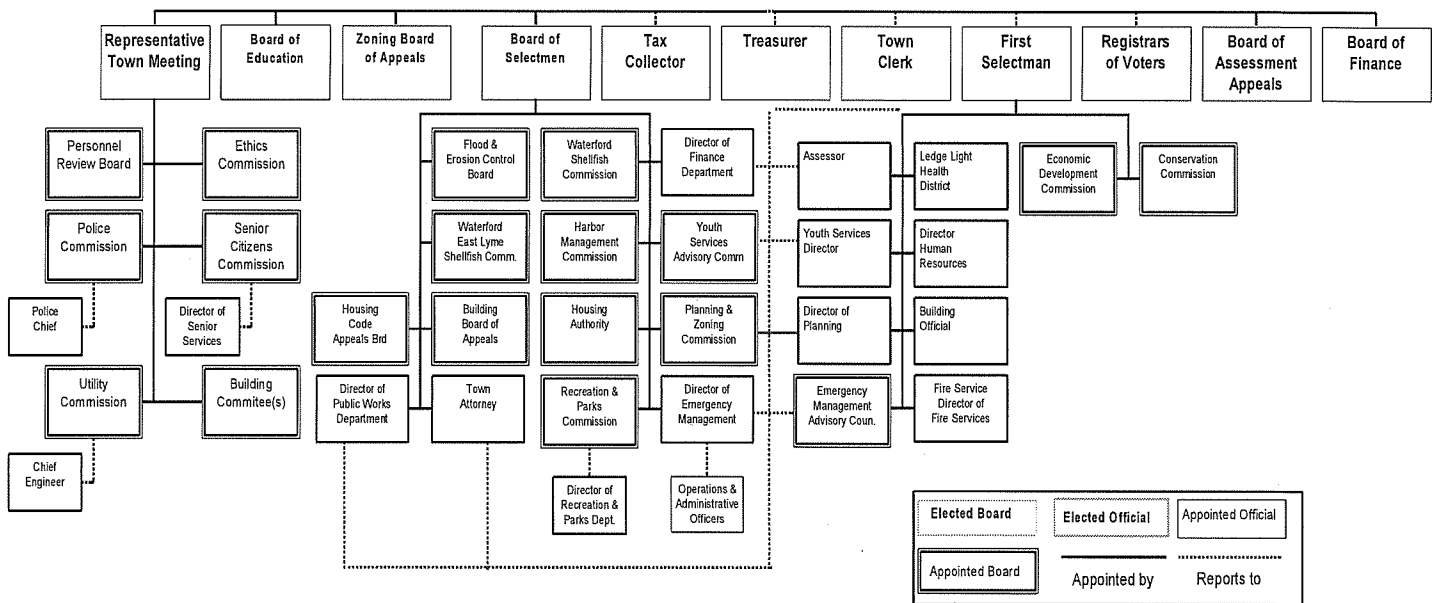 Representative
Town Meeting
Board of
Education
Zoning Board
of Appeals
Board of
Selectmen
Tax
Collector
Treasurer
Town
Clerk
First
Selectman
Registrars
of Voters
Board of
Assessment
Appeals
Board of
Finance
Personnel
Review Board
Ethics
Commission
Police
Commission
Senior
Citizens
Commission
Police
Chief
Director of
Senior
Services
Utility
Commission
Building
Commitee(s)
Chief
Engineer
Flood &
Erosion Control
Board
Waterford
Shellfish
Commission
Director of
Finance
Department
Waterford
East Lyme
Shellfish Comm.
Harbor
Management
Commission
Youth
Services
Advisory Comm
Housing
Code
Appeals Brd
Building
Board of
Appeals
Housing
Authority
Planning &
Zoning
Commission
Director of
Public Works
Department
Town
Attorney
Recreation &
Parks
Commission
Director of
Emergency
Management
Director of
Recreation &
Parks Dept.
Operations &
Administrative
Officers
Assessor
Ledge Light
Health
District
Economic
Development
Commission
Conservation
Commission
Youth Services
Director
Director
Human
Resources
Director of
Planning
Building
Official
Emergency
Management
Advisory Coun.
Fire Service
Director of
Fire Services
Elected Board
Elected Official
Appointed Official
Appointed Board
Appointed by
Reports to